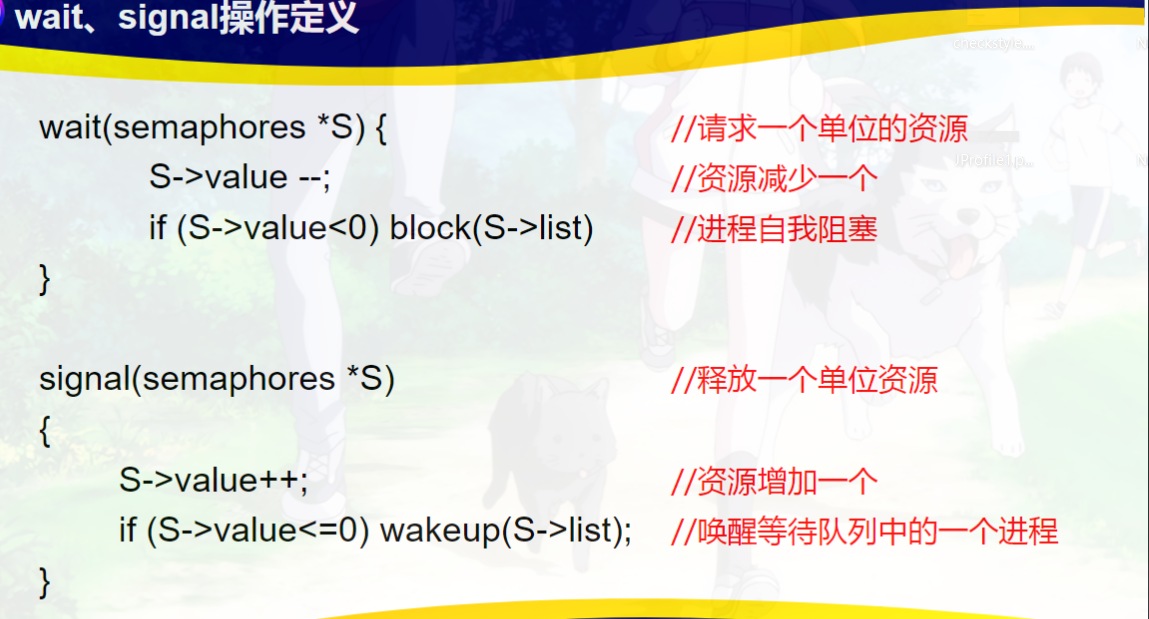 wait、signal操作定义
checkstyle...
N
wait(semaphores *S) { //请求一个单位的资源
IProfile1.p...
N
S->value --; //资源减少一个
if (S->value<0) block(S->list) //进程自我阻塞
}
signal(semaphores *S) //释放一个单位资源
{
S->value++; //资源增加一个
if (S->value<=0) wakeup(S->list); //唤醒等待队列中的一个进程
}